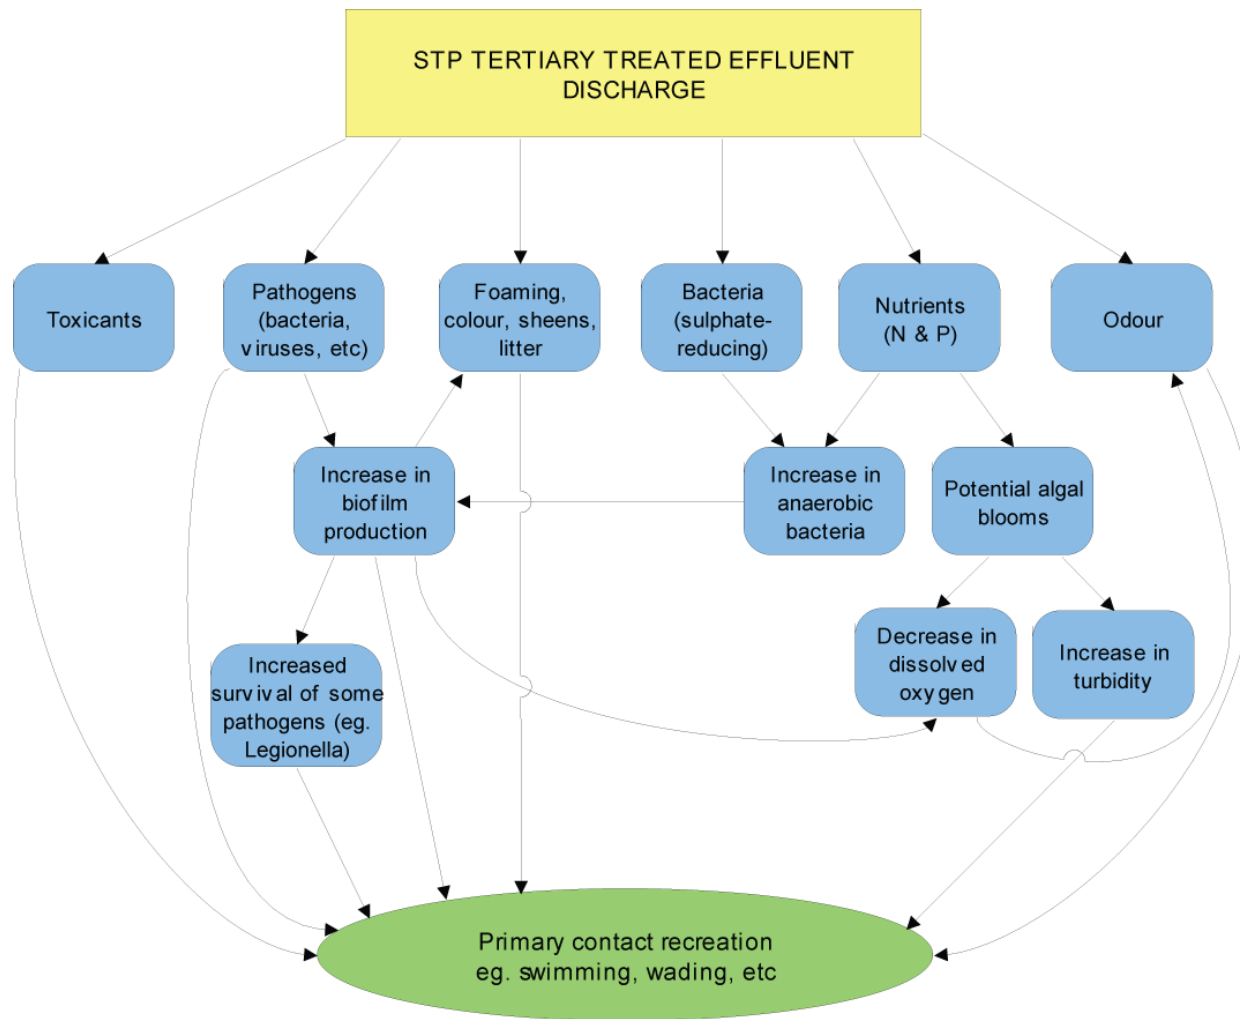 STP TERTIARY TREATED EFFLUENT
DISCHARGE
Toxicants
Pathogens
(bacteria,
viruses, etc)
Foaming,
colour, sheens,
litter
Bacteria
(sulphate-
reducing)
Nutrients
(N & P)
Odour
Increase in
biofilm
production
Increase in
anaerobic
bacteria
Potential algal
blooms
Increased
survival of some
pathogens (eg.
Legionella)
Decrease in
dissolved
oxygen
Increase in
turbidity
Primary contact recreation
eg. swimming, wading, etc